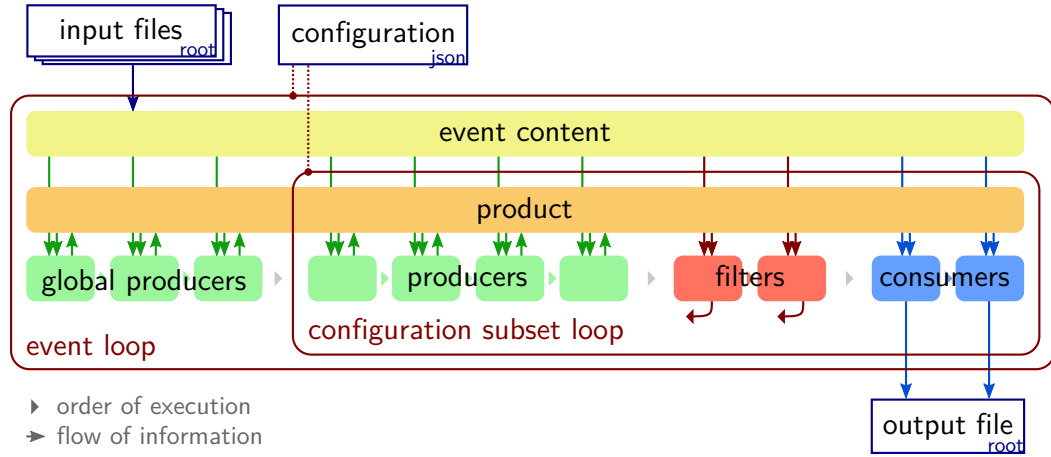 input files
root
configuration
json
event content
product
global producers
producers
filters
consumers
configuration subset loop
event loop
order of execution
flow of information
output file
root